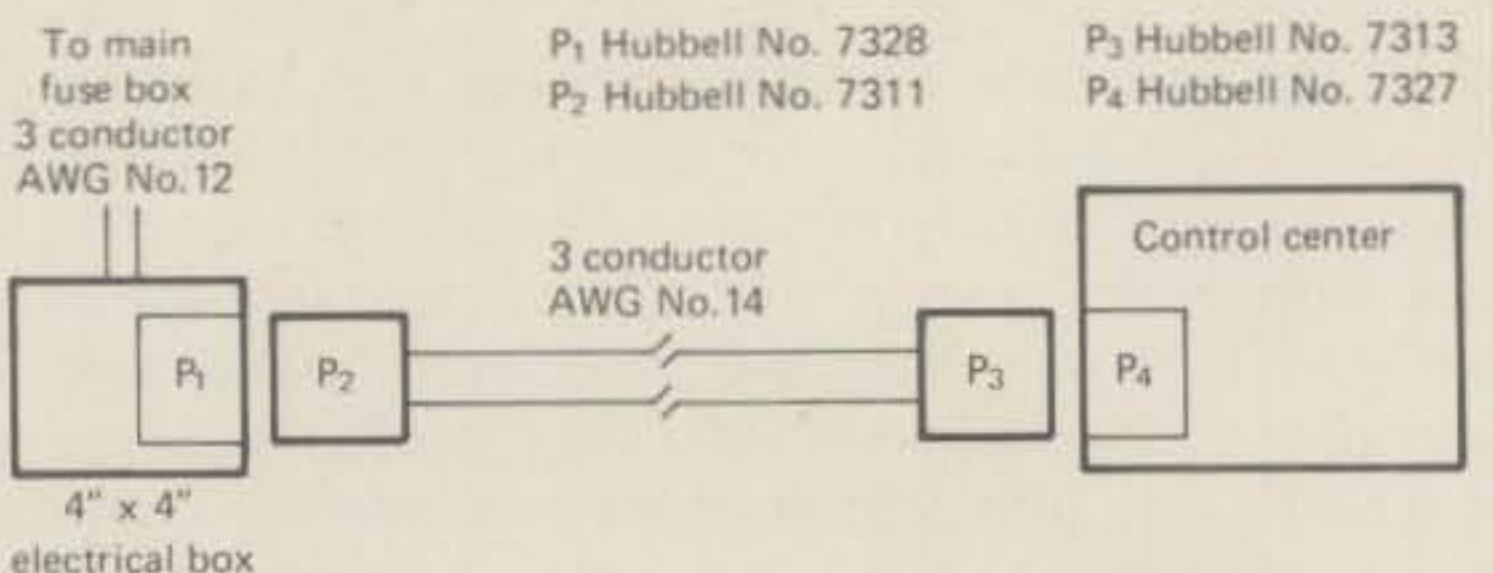 To main
fuse box
3 conductor
AWG No. 12
P₁ Hubbell No. 7328
P₂ Hubbell No. 7311
P₃ Hubbell No. 7313
P₄ Hubbell No. 7327
3 conductor
AWG No. 14
Control center
P₁
P₂
P₃
P₄
4" x 4"
electrical box